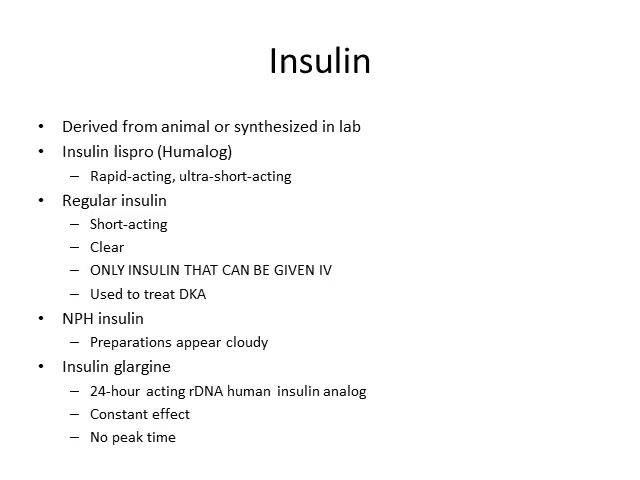 Insulin
• Derived from animal or synthesized in lab
• Insulin lispro (Humalog)
– Rapid-acting, ultra-short-acting
• Regular insulin
– Short-acting
– Clear
– ONLY INSULIN THAT CAN BE GIVEN IV
– Used to treat DKA
• NPH insulin
– Preparations appear cloudy
• Insulin glargine
– 24-hour acting rDNA human insulin analog
– Constant effect
– No peak time